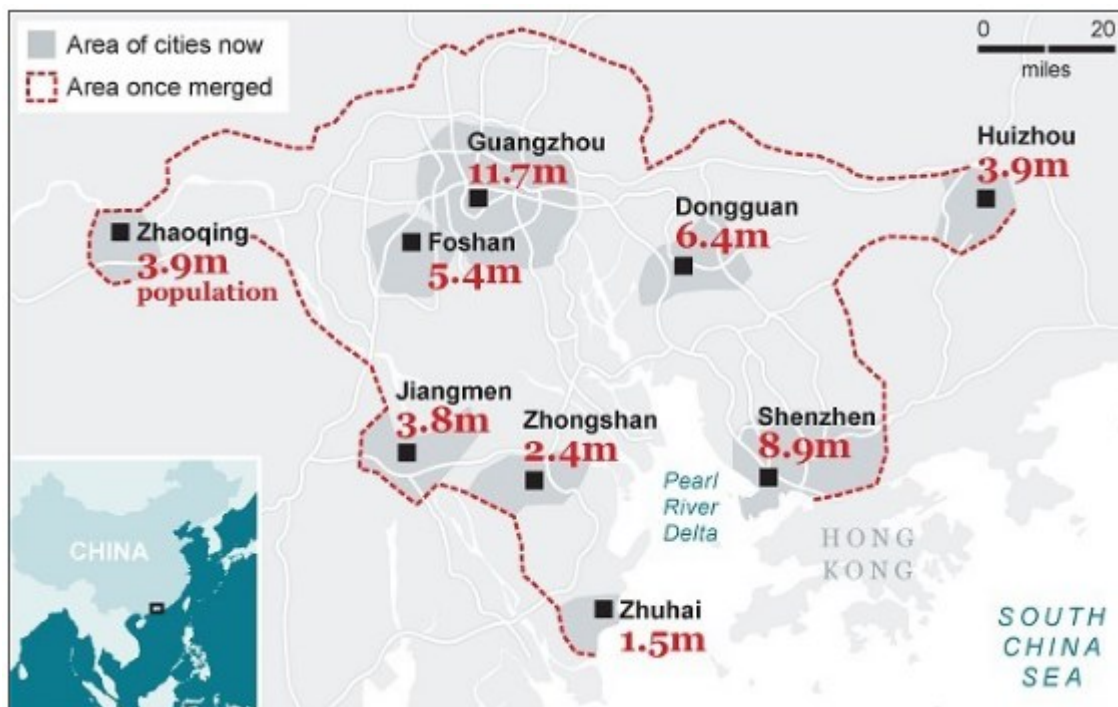 Area of cities now
Area once merged
0 20
miles
Guangzhou
11.7m
Huizhou
3.9m
Dongguan
6.4m
Zhaoqing
3.9m
population
Foshan
5.4m
Jiangmen
3.8m
Zhongshan
2.4m
Shenzhen
8.9m
Pearl
River
Delta
HONG
KONG
CHINA
Zhuhai
1.5m
SOUTH
CHINA
SEA